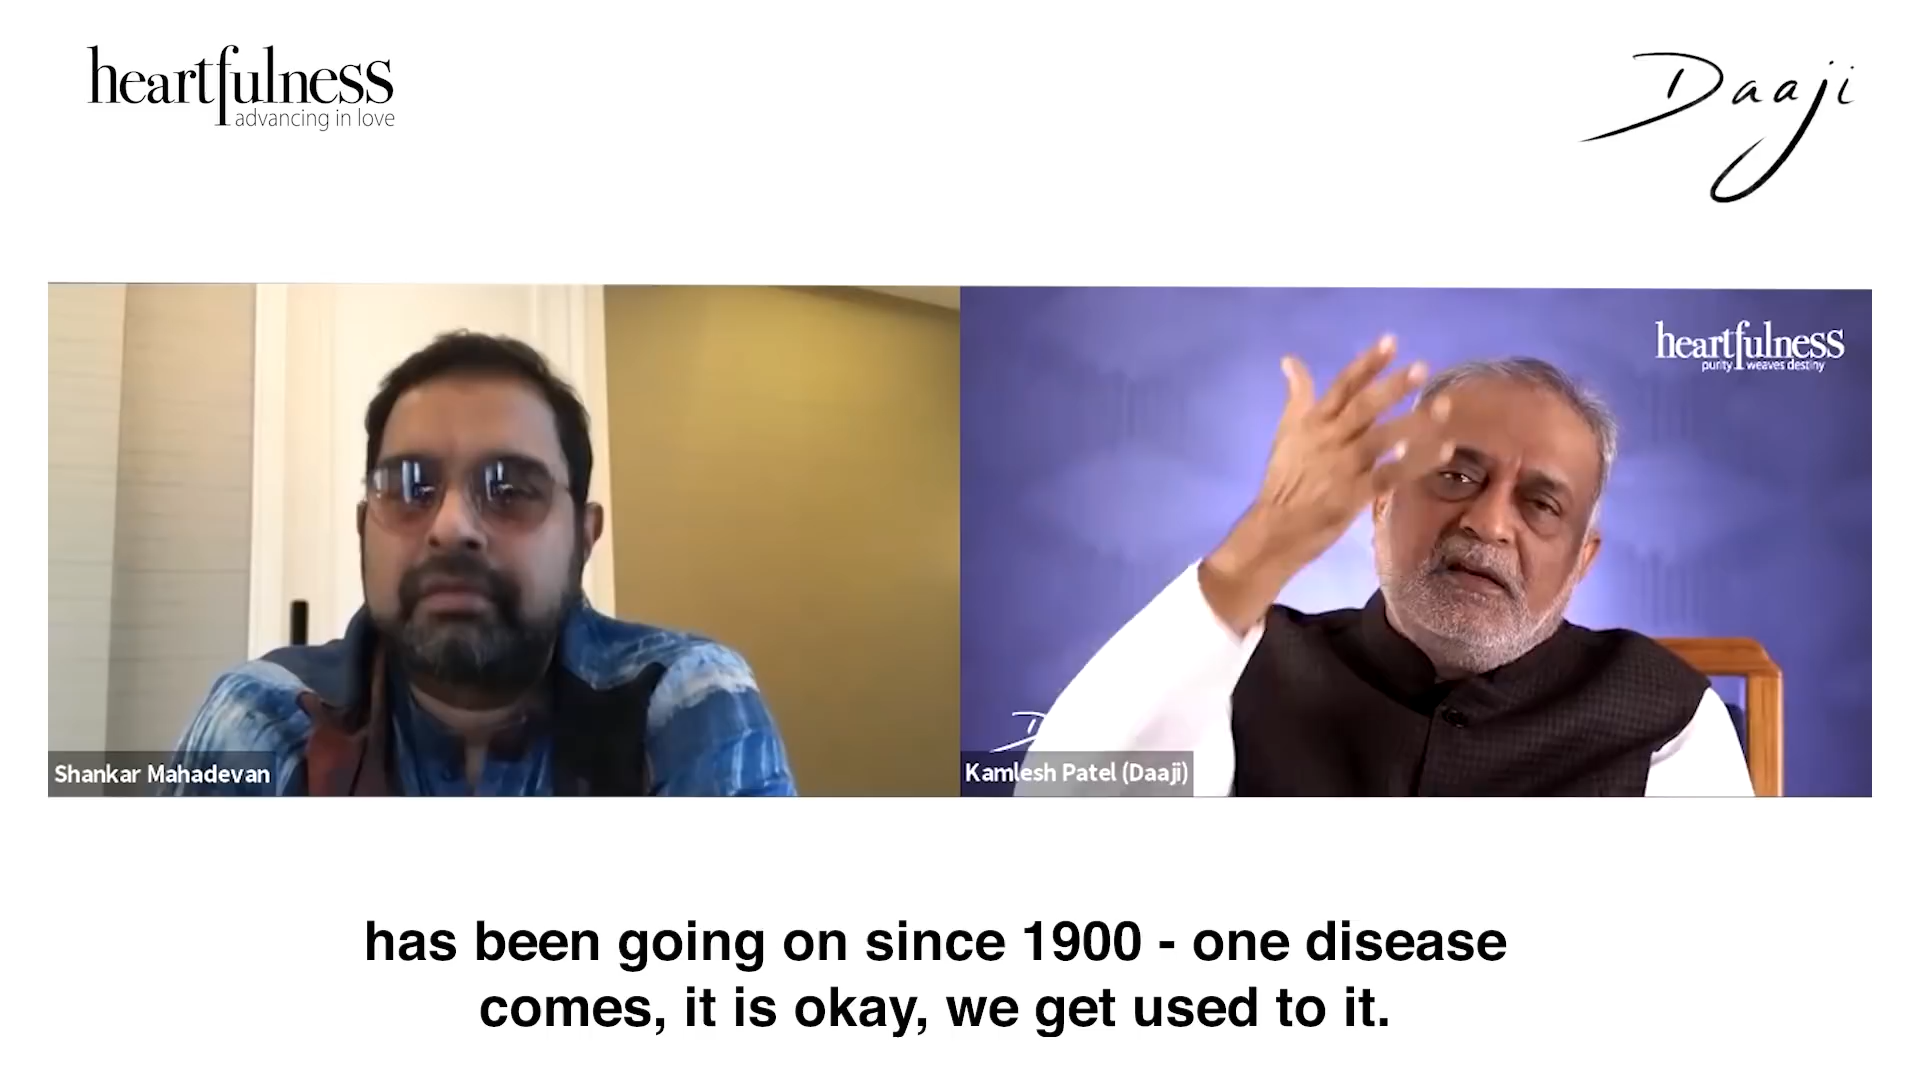 heartfulness
advancing in love
Daaji
heartfulness
purity weaves destiny
Shankar Mahadevan
Kamlesh Patel (Daaji)
has been going on since 1900 - one disease
comes, it is okay, we get used to it.